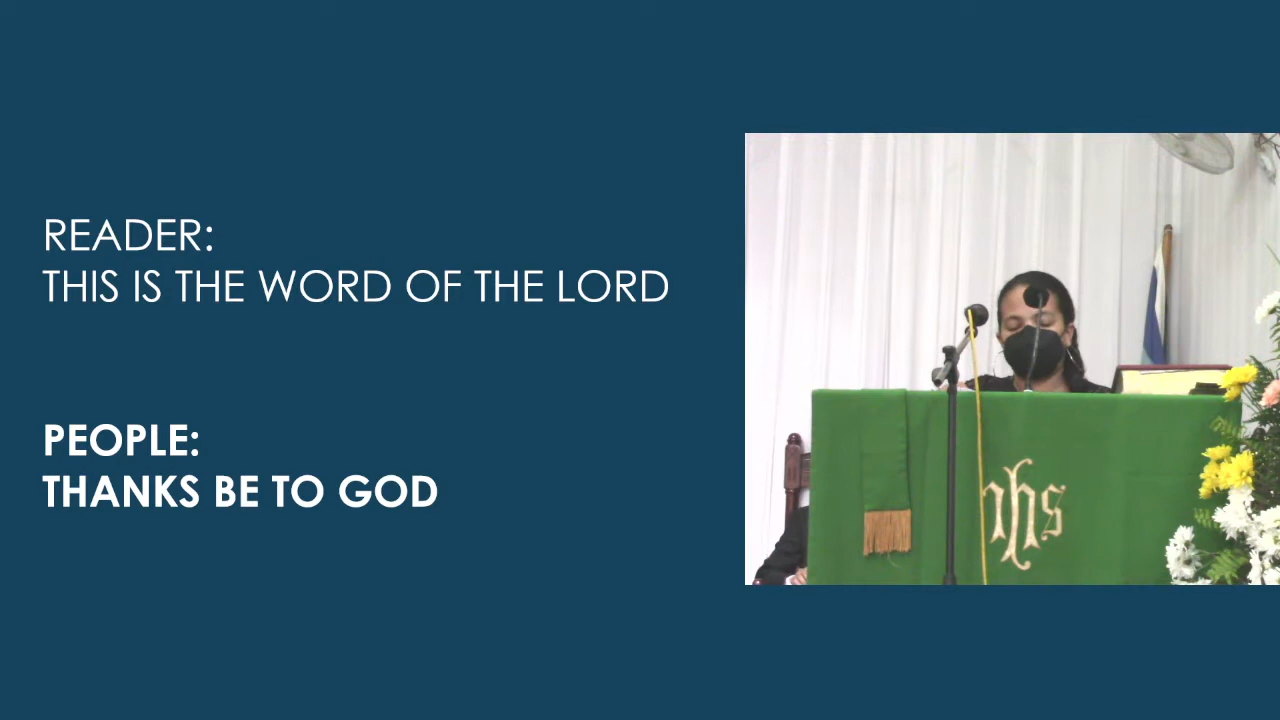 READER:
THIS IS THE WORD OF THE LORD
PEOPLE:
THANKS BE TO GOD
ihs